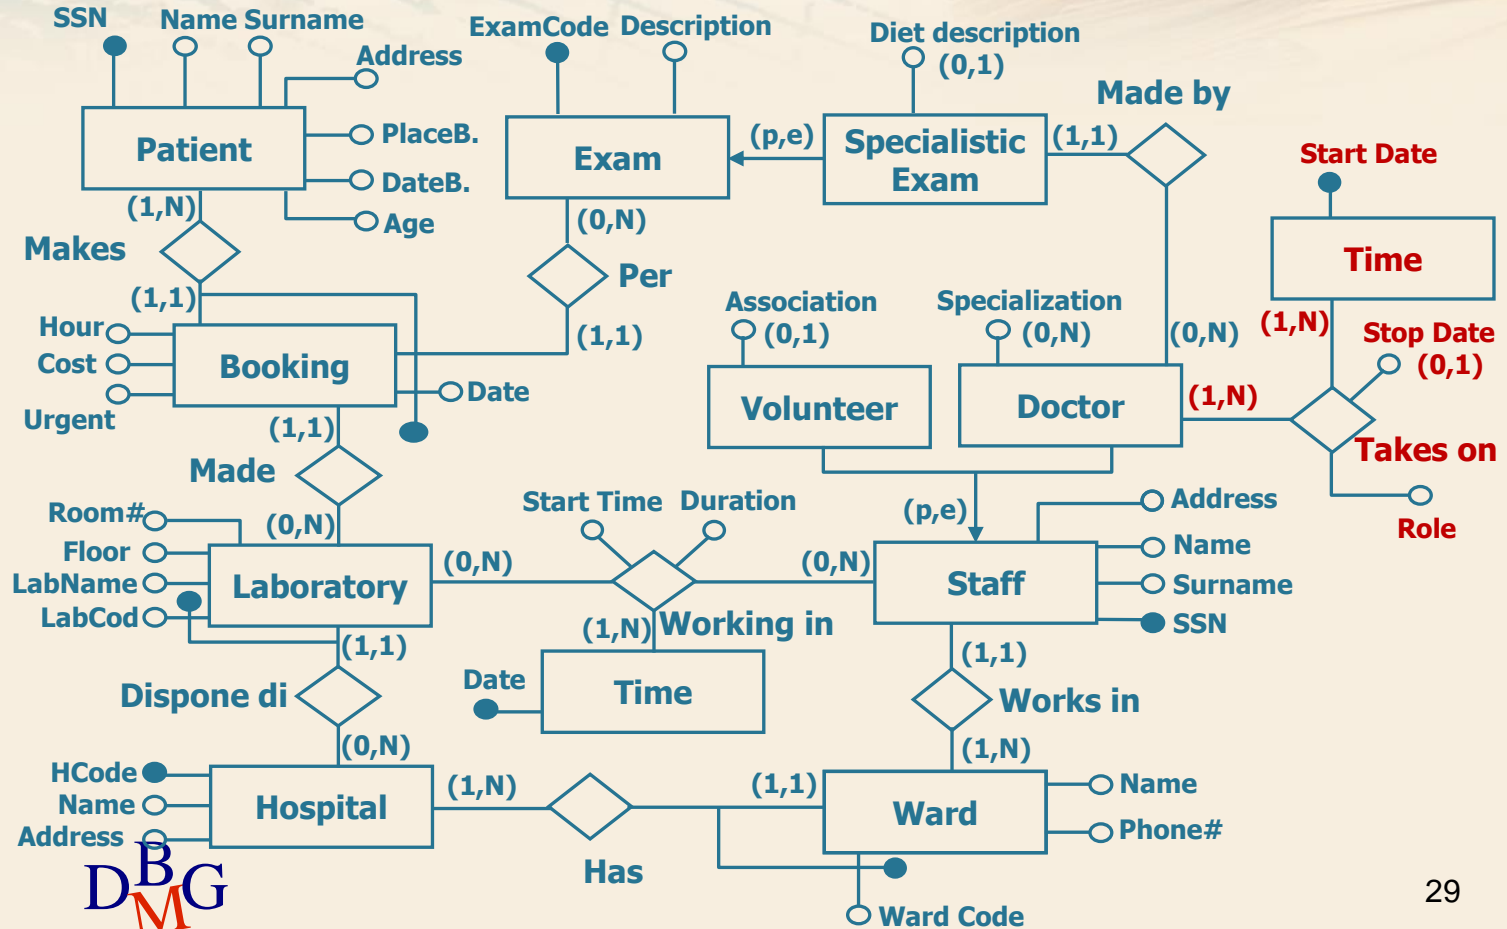 SSN
Name Surname
ExamCode Description
Diet description
(0,1)
Address
Made by
Patient
PlaceB.
DateB.
Age
(1,N)
Exam
(p,e)
Specialistic
Exam
(1,1)
Start Date
Time
(0,N)
Makes
Per
(1,1)
(1,1)
Association
(0,1)
Specialization
(0,N)
(0,N)
(1,N)
Stop Date
(0,1)
Hour
Cost
Urgent
Booking
Date
Volunteer
Doctor
(1,N)
Takes on
Role
(1,1)
Made
(0,N)
Room#
Floor
LabName
LabCod
Laboratory
(0,N)
Start Time
Duration
(0,N)
Working in
(1,N)
(p,e)
Staff
Address
Name
Surname
SSN
(1,1)
Dispone di
(0,N)
Date
Time
(1,1)
Works in
(1,N)
HCode
Name
Address
Hospital
(1,N)
Has
(1,1)
Ward
Name
Phone#
Ward Code
DBMG
29